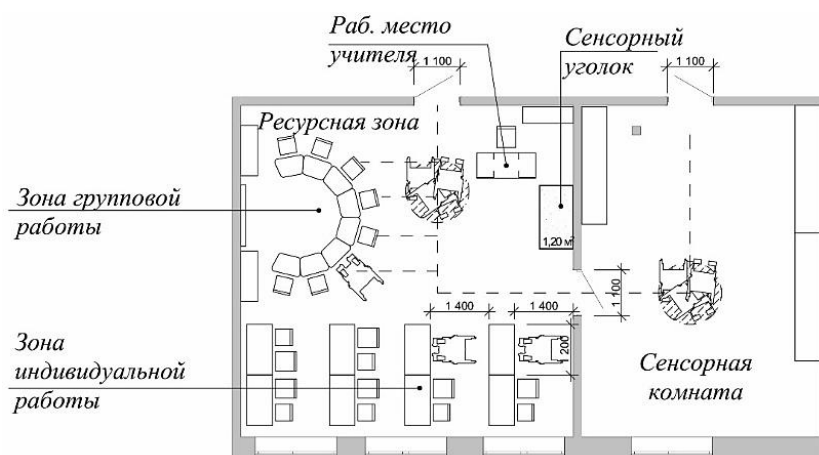 Раб. место
учителя
Сенсорный
уголок
1 100
1 100
Ресурсная зона
Зона групповой
работы
1,20 м²
1 100
1 400
1 400
1 200
Зона
индивидуальной
работы
Сенсорная
комната